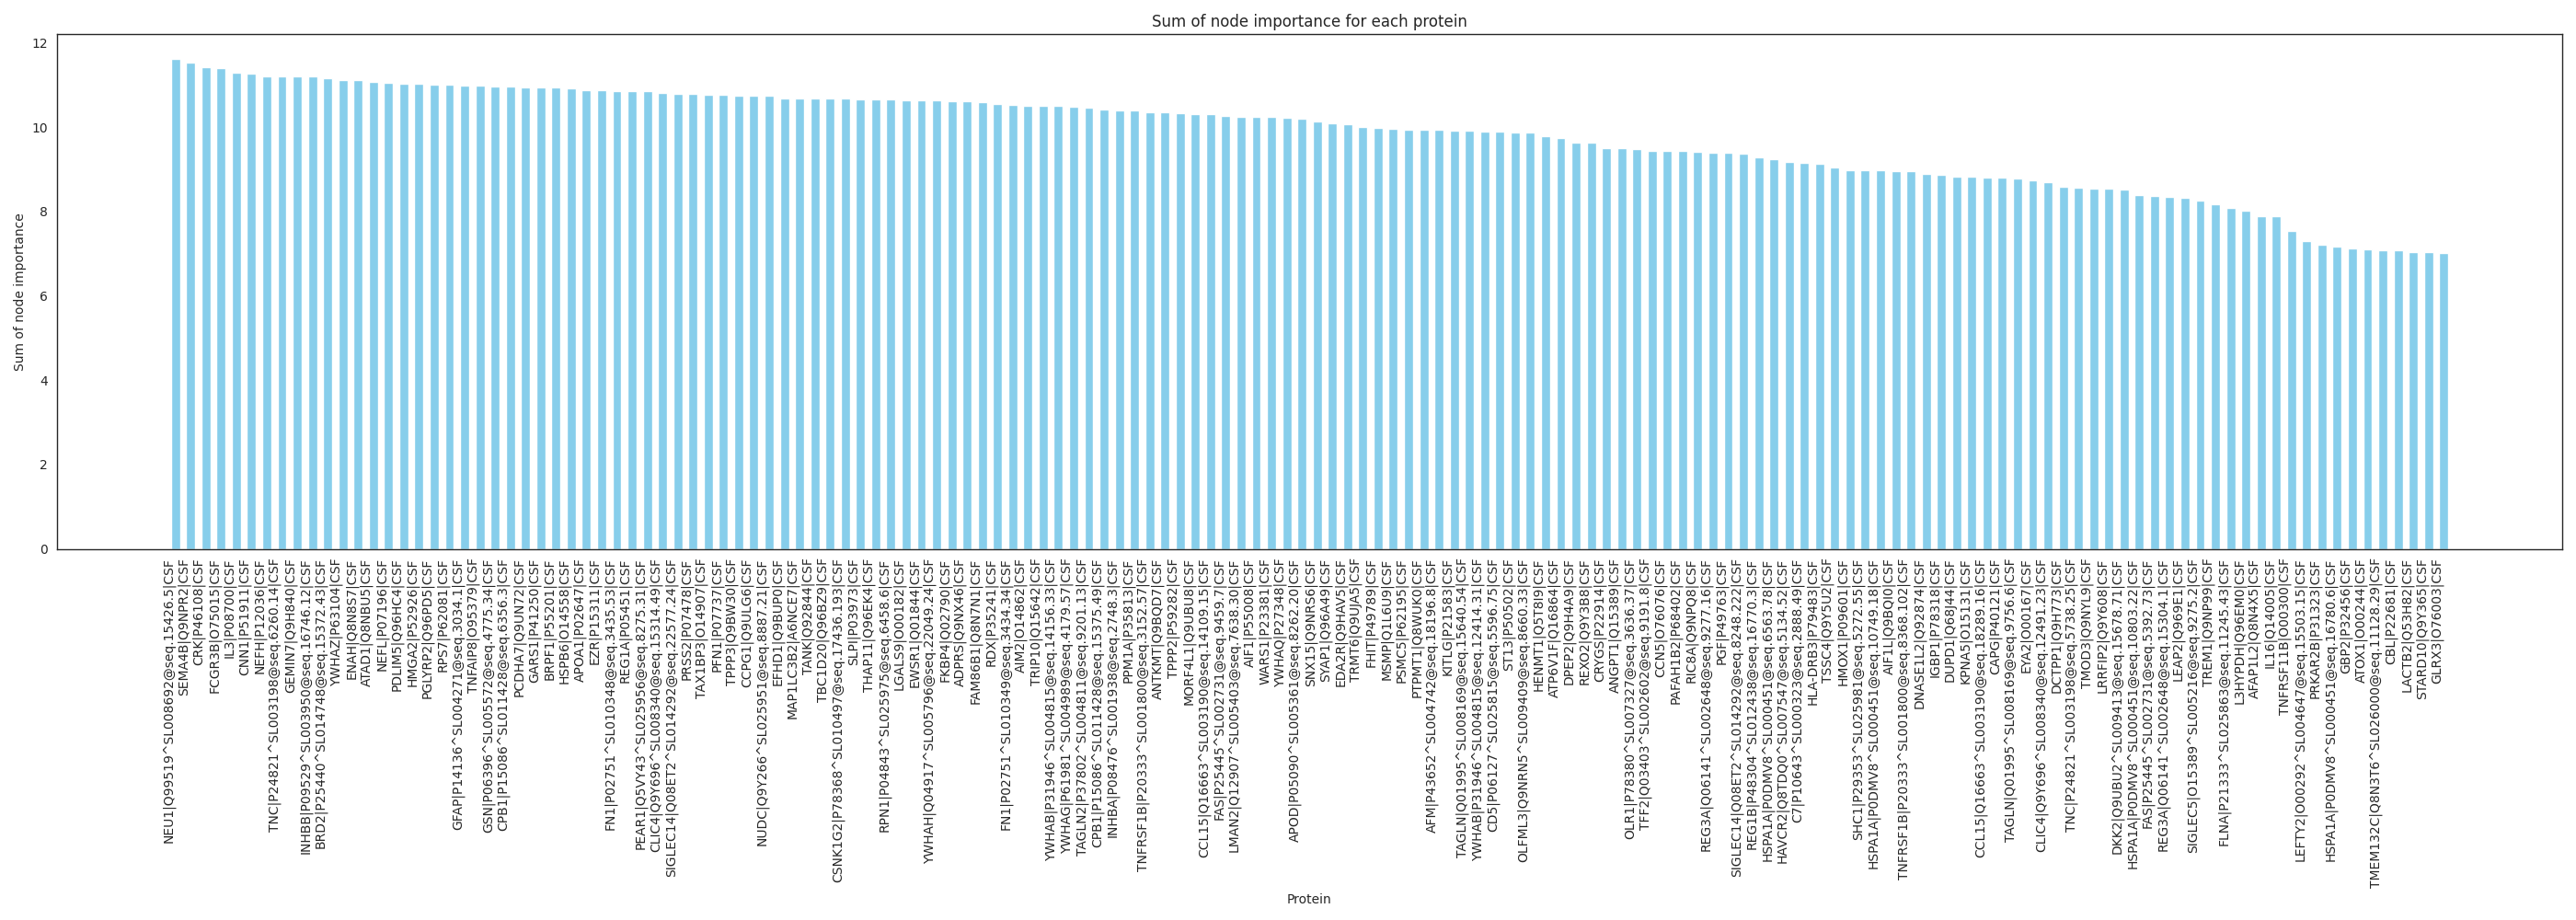 Sum of node importance for each protein
12
10
8
6
4
2
0
Sum of node importance
NEU1|Q99519^SL008692@seq.15426.5|CSF
SEMA4B|Q9NPR2|CSF
CRK|P46108|CSF
FCGR3B|O75015|CSF
IL3|P08700|CSF
CNN1|P51911|CSF
NEFH|P12036|CSF
TNC|P24821^SL003198@seq.6260.14|CSF
GEMIN7|Q9H840|CSF
INHBB|P09529^SL003950@seq.16746.12|CSF
BRD2|P25440^SL014748@seq.15372.43|CSF
YWHAZ|P63104|CSF
ENAH|Q8N8S7|CSF
ATAD1|Q8NBU5|CSF
NEFL|P07196|CSF
PDLIM5|Q96HC4|CSF
HMGA2|P52926|CSF
PGLYRP2|Q96PD5|CSF
RPS7|P62081|CSF
GFAP|P14136^SL004271@seq.3034.1|CSF
TNFAIP8|O95379|CSF
GSN|P06396^SL005572@seq.4775.34|CSF
CPB1|P15086^SL011428@seq.6356.3|CSF
PCDHA7|Q9UN72|CSF
GARS1|P41250|CSF
BRPF1|P55201|CSF
HSPB6|O14558|CSF
APOA1|P02647|CSF
EZR|P15311|CSF
FN1|P02751^SL010348@seq.3435.53|CSF
REG1A|P05451|CSF
PEAR1|Q5VY43^SL025956@seq.8275.31|CSF
CLIC4|Q9Y696^SL008340@seq.15314.49|CSF
SIGLEC14|Q08ET2^SL014292@seq.22577.24|CSF
PRSS2|P07478|CSF
TAX1BP3|O14907|CSF
PFN1|P07737|CSF
TPPP3|Q9BW30|CSF
CCPG1|Q9ULG6|CSF
NUDC|Q9Y266^SL025951@seq.8887.21|CSF
EFHD1|Q9BUP0|CSF
MAP1LC3B2|A6NCE7|CSF
TANK|Q92844|CSF
TBC1D20|Q96BZ9|CSF
CSNK1G2|P78368^SL010497@seq.17436.193|CSF
SLPI|P03973|CSF
THAP11|Q96EK4|CSF
RPN1|P04843^SL025975@seq.6458.6|CSF
LGALS9|O00182|CSF
EWSR1|Q01844|CSF
YWHAH|Q04917^SL005796@seq.22049.24|CSF
FKBP4|Q02790|CSF
ADPRS|Q9NX46|CSF
FAM86B1|Q8N7N1|CSF
RDX|P35241|CSF
FN1|P02751^SL010349@seq.3434.34|CSF
AIM2|O14862|CSF
TRIP10|Q15642|CSF
YWHAB|P31946^SL004815@seq.14156.33|CSF
YWHAG|P61981^SL004989@seq.4179.57|CSF
TAGLN2|P37802^SL004811@seq.9201.13|CSF
CPB1|P15086^SL011428@seq.15375.49|CSF
INHBA|P08476^SL001938@seq.2748.3|CSF
PPM1A|P35813|CSF
TNFRSF1B|P20333^SL001800@seq.3152.57|CSF
ANTKMT|Q9BQD7|CSF
TPPP2|P59282|CSF
MORF4L1|Q9UBU8|CSF
CCL15|Q16663^SL003190@seq.14109.15|CSF
FAS|P25445^SL002731@seq.9459.7|CSF
LMAN2|Q12907^SL005403@seq.7638.30|CSF
AIF1|P55008|CSF
WARS1|P23381|CSF
YWHAQ|P27348|CSF
APOD|P05090^SL005361@seq.8262.20|CSF
SNX15|Q9NRS6|CSF
SYAP1|Q96A49|CSF
EDA2R|Q9HAV5|CSF
TRMT6|Q9UJA5|CSF
FHIT|P49789|CSF
MSMP|Q1L6U9|CSF
PSMC5|P62195|CSF
PTPMT1|Q8WUK0|CSF
AFM|P43652^SL004742@seq.18196.8|CSF
KITLG|P21583|CSF
TAGLN|Q01995^SL008169@seq.15640.54|CSF
YWHAB|P31946^SL004815@seq.12414.31|CSF
CD5|P06127^SL025815@seq.5596.75|CSF
ST13|P50502|CSF
OLFML3|Q9NRN5^SL009409@seq.8660.33|CSF
HENMT1|Q5T8I9|CSF
ATP6V1F|Q16864|CSF
DPEP2|Q9H4A9|CSF
REXO2|Q9Y3B8|CSF
CRYGS|P22914|CSF
ANGPT1|Q15389|CSF
OLR1|P78380^SL007327@seq.3636.37|CSF
TFF2|Q03403^SL002602@seq.9191.8|CSF
CCN5|O76076|CSF
PAFAH1B2|P68402|CSF
RIC8A|Q9NPQ8|CSF
REG3A|Q06141^SL002648@seq.9277.16|CSF
PGF|P49763|CSF
SIGLEC14|Q08ET2^SL014292@seq.8248.222|CSF
REG1B|P48304^SL012438@seq.16770.3|CSF
HSPA1A|P0DMV8^SL000451@seq.6563.78|CSF
HAVCR2|Q8TDQ0^SL007547@seq.5134.52|CSF
C7|P10643^SL000323@seq.2888.49|CSF
HLA-DRB3|P79483|CSF
TSSC4|Q9Y5U2|CSF
HMOX1|P09601|CSF
SHC1|P29353^SL025981@seq.5272.55|CSF
HSPA1A|P0DMV8^SL000451@seq.10749.18|CSF
AIF1L|Q9BQI0|CSF
TNFRSF1B|P20333^SL001800@seq.8368.102|CSF
DNASE1L2|Q92874|CSF
IGBP1|P78318|CSF
DUPD1|Q68J44|CSF
KPNA5|O15131|CSF
CCL15|Q16663^SL003190@seq.18289.16|CSF
CAPG|P40121|CSF
TAGLN|Q01995^SL008169@seq.9756.6|CSF
EYA2|O00167|CSF
CLIC4|Q9Y696^SL008340@seq.12491.23|CSF
DCTPP1|Q9H773|CSF
TNC|P24821^SL003198@seq.5738.25|CSF
TMOD3|Q9NYL9|CSF
LRRFIP2|Q9Y608|CSF
DKK2|Q9UBU2^SL009413@seq.15678.71|CSF
HSPA1A|P0DMV8^SL000451@seq.10803.22|CSF
FAS|P25445^SL002731@seq.5392.73|CSF
REG3A|Q06141^SL002648@seq.15304.1|CSF
LEAP2|Q969E1|CSF
SIGLEC5|O15389^SL005216@seq.9275.2|CSF
TREM1|Q9NP99|CSF
FLNA|P21333^SL025863@seq.11245.43|CSF
L3HYPDH|Q96EM0|CSF
AFAP1L2|Q8N4X5|CSF
IL16|Q14005|CSF
TNFRSF11B|O00300|CSF
LEFTY2|O00292^SL004647@seq.15503.15|CSF
PRKAR2B|P31323|CSF
HSPA1A|P0DMV8^SL000451@seq.16780.6|CSF
GBP2|P32456|CSF
ATOX1|O00244|CSF
TMEM132C|Q8N3T6^SL026000@seq.11128.29|CSF
CBL|P22681|CSF
LACTB2|Q53H82|CSF
STARD10|Q9Y365|CSF
GLRX3|O76003|CSF
Protein